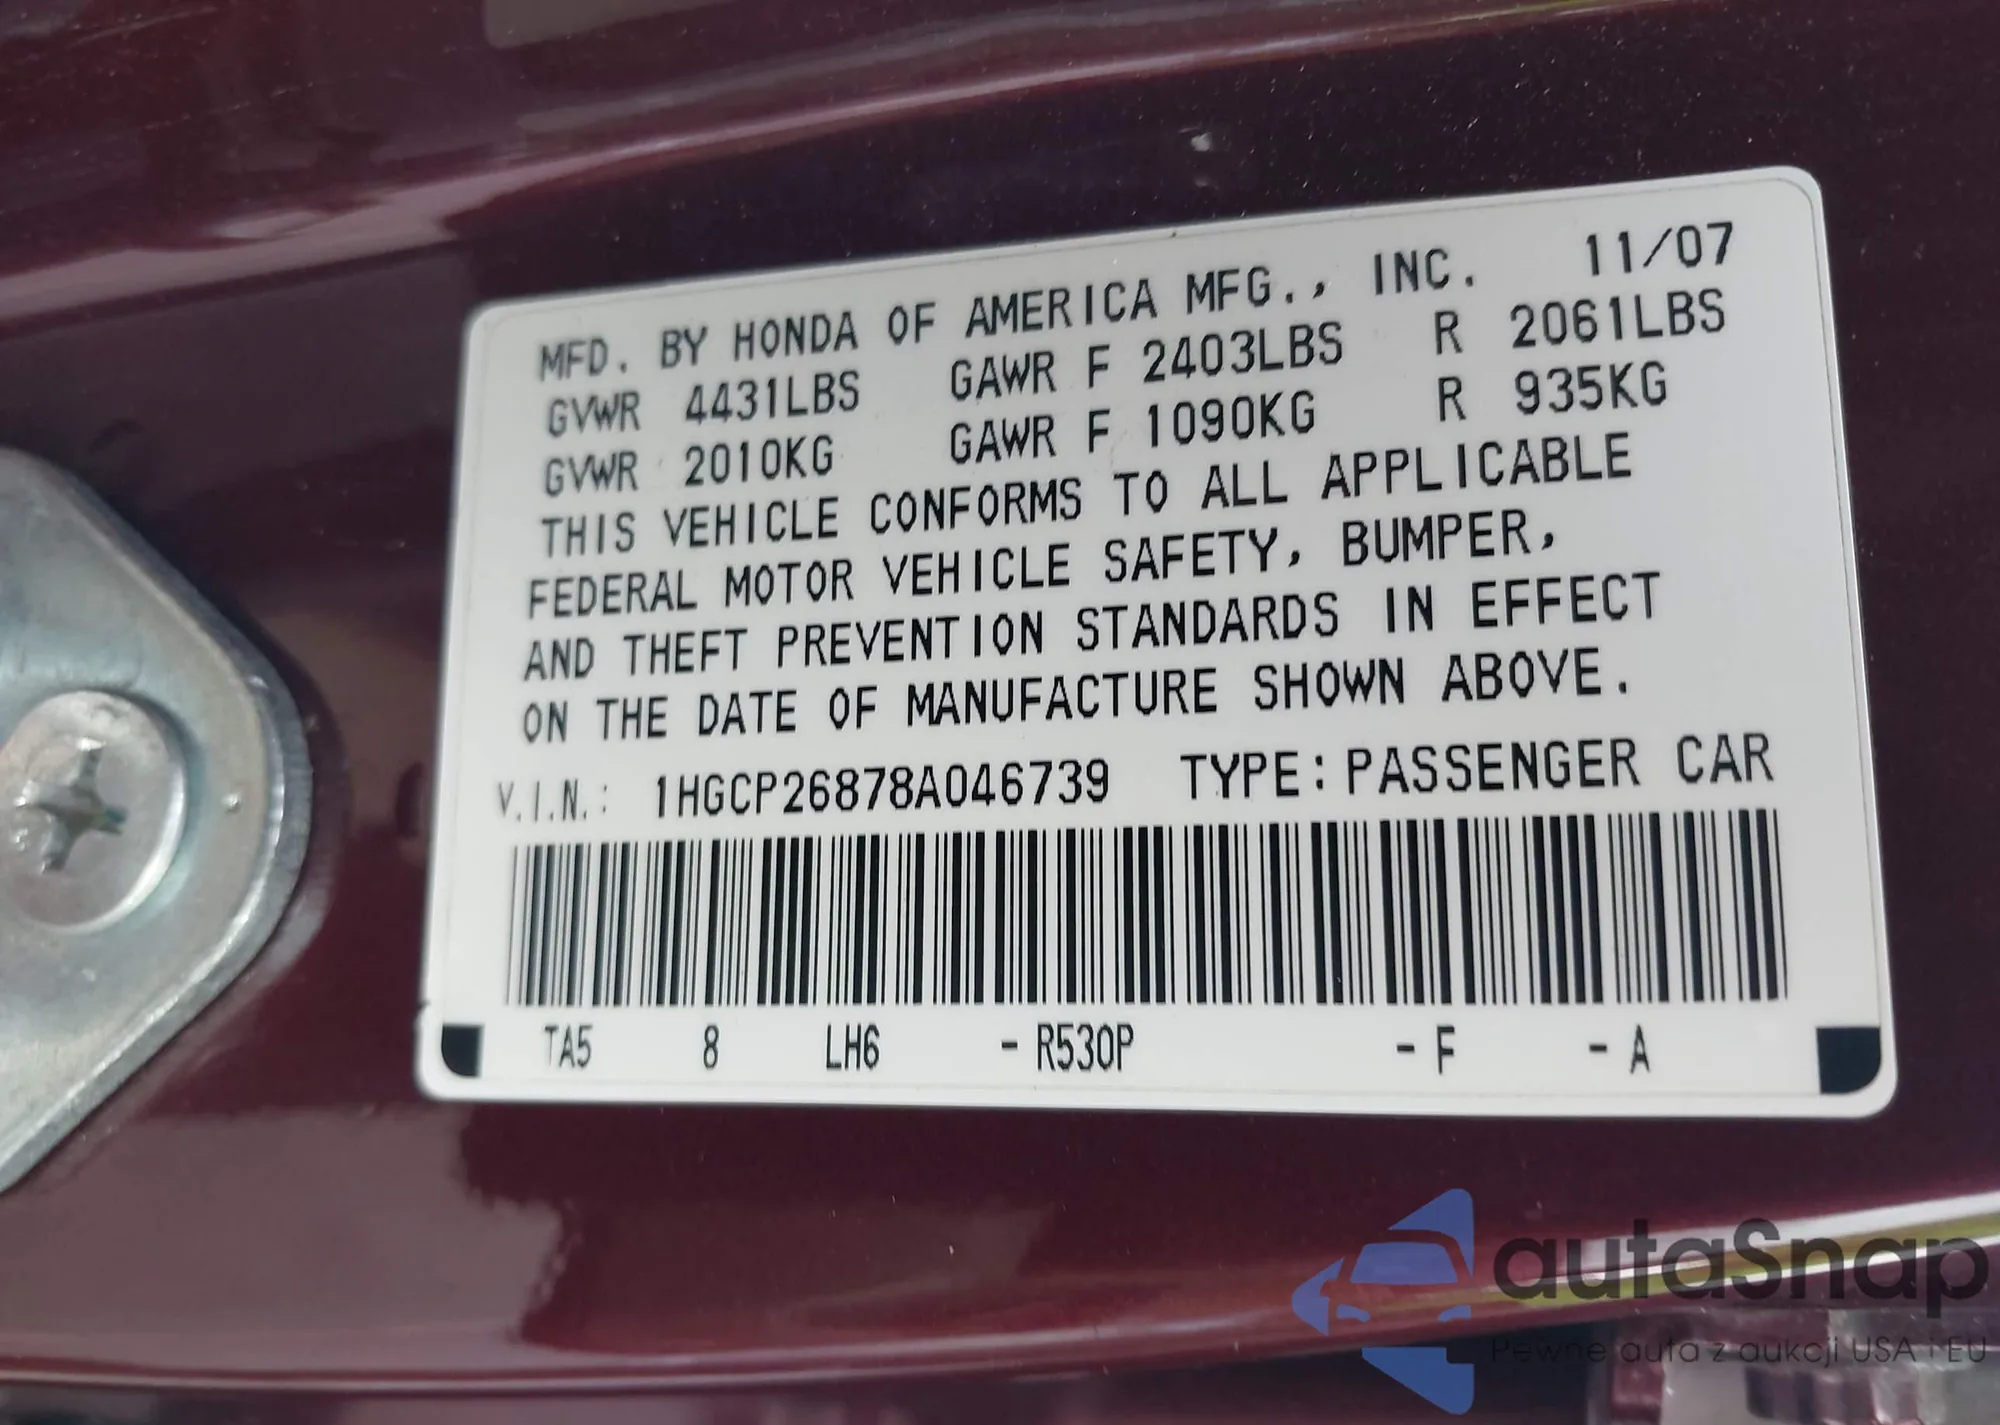 MFD. BY HONDA OF AMERICA MFG., INC. 11/07
GVWR 4431LBS GAWR F 2403LBS R 2061LBS
GVWR 2010KG GAWR F 1090KG R 935KG
THIS VEHICLE CONFORMS TO ALL APPLICABLE
FEDERAL MOTOR VEHICLE SAFETY, BUMPER,
AND THEFT PREVENTION STANDARDS IN EFFECT
ON THE DATE OF MANUFACTURE SHOWN ABOVE.
V.I.N.: 1HGCP26878A046739 TYPE: PASSENGER CAR
TA5 8 LH6 - R530P - F - A
autaSnap
Pewne auta z aukcji USA i EU